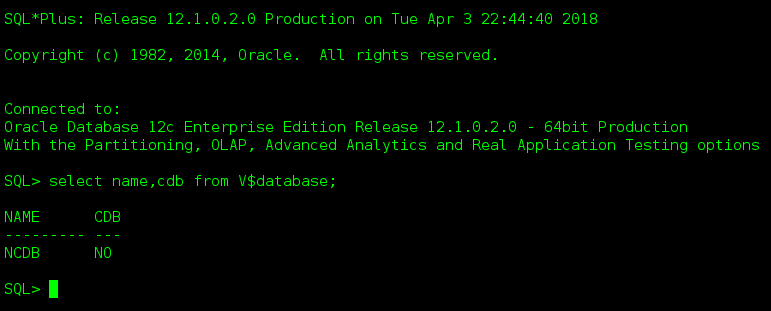 SQL*Plus: Release 12.1.0.2.0 Production on Tue Apr 3 22:44:40 2018
Copyright (c) 1982, 2014, Oracle.  All rights reserved.
Connected to:
Oracle Database 12c Enterprise Edition Release 12.1.0.2.0 - 64bit Production
With the Partitioning, OLAP, Advanced Analytics and Real Application Testing options
SQL> select name,cdb from V$database;
NAME      CDB
--------- ---
NCDB      NO
SQL>